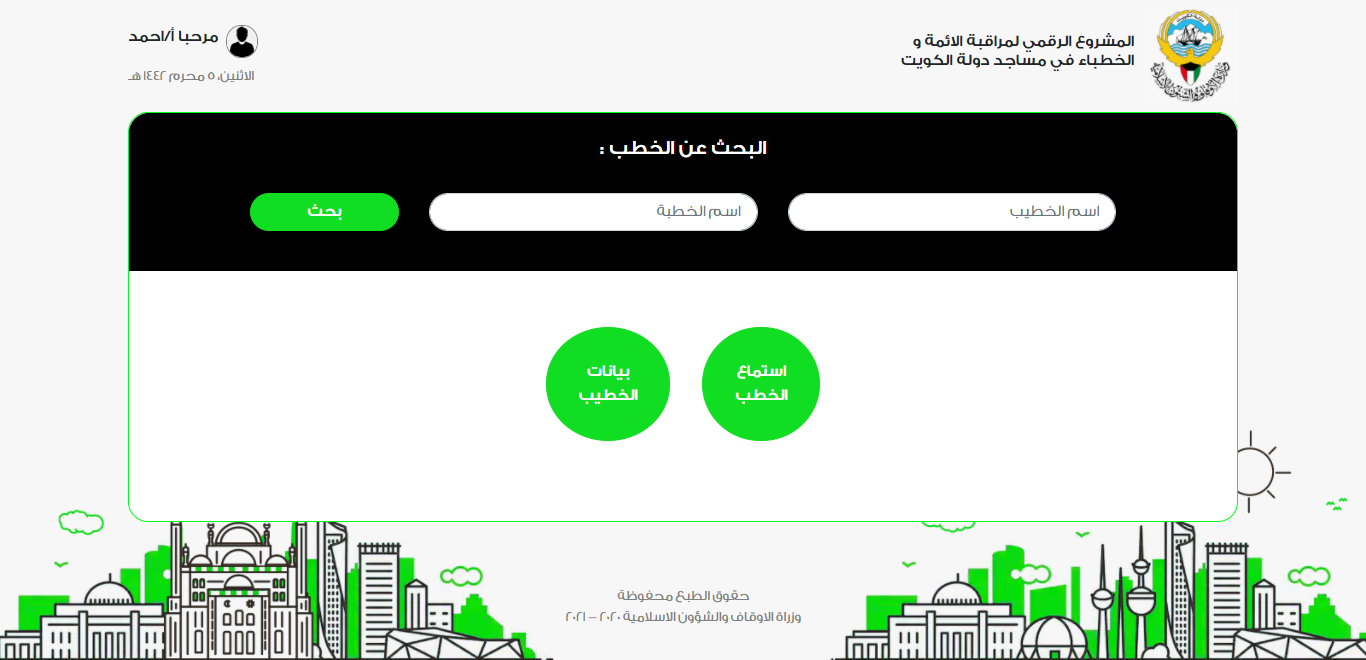 المشروع الرقمي لمراقبة الائمة و
الخطباء في مساجد دولة الكويت
مرحبا أ/احمد
الاثنين، ٥ محرم ١٤٤٢ هـ
البحث عن الخطب :
اسم الخطيب
اسم الخطبة
بحث
استماع
الخطب
بيانات
الخطيب
حقوق الطبع محفوظة
وزراة الاوقاف والشؤون الاسلامية ٢٠٢٠ – ٢٠٢١